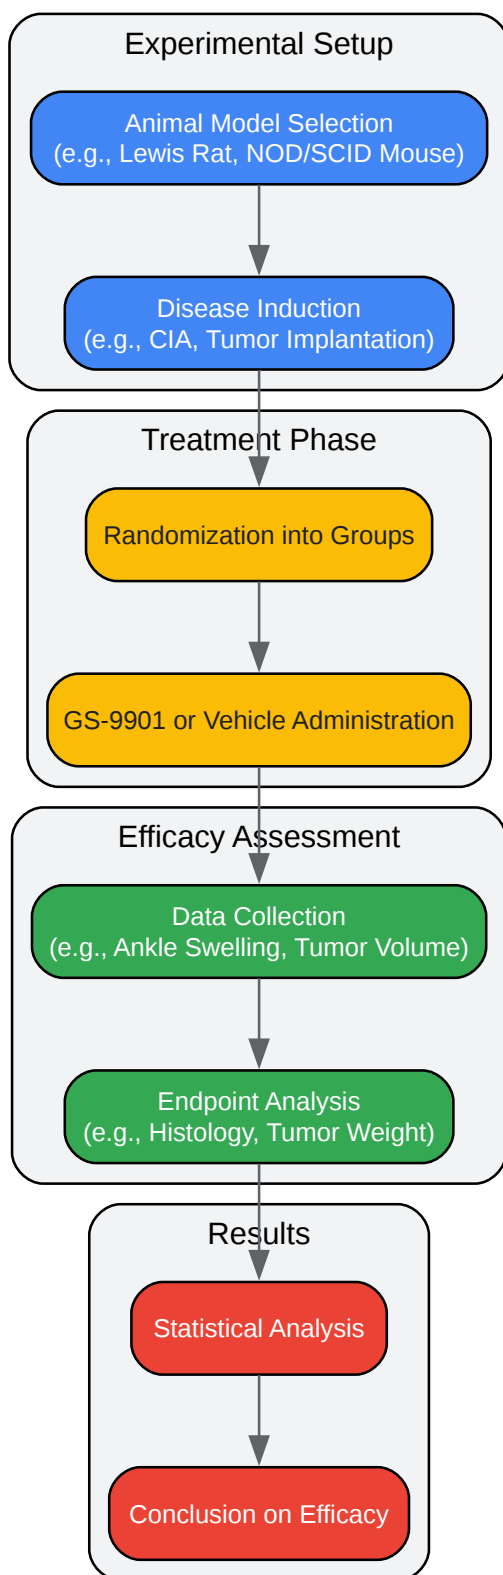 Experimental Setup
Animal Model Selection
(e.g., Lewis Rat, NOD/SCID Mouse)
Disease Induction
(e.g., CIA, Tumor Implantation)
Treatment Phase
Randomization into Groups
GS-9901 or Vehicle Administration
Efficacy Assessment
Data Collection
(e.g., Ankle Swelling, Tumor Volume)
Endpoint Analysis
(e.g., Histology, Tumor Weight)
Results
Statistical Analysis
Conclusion on Efficacy